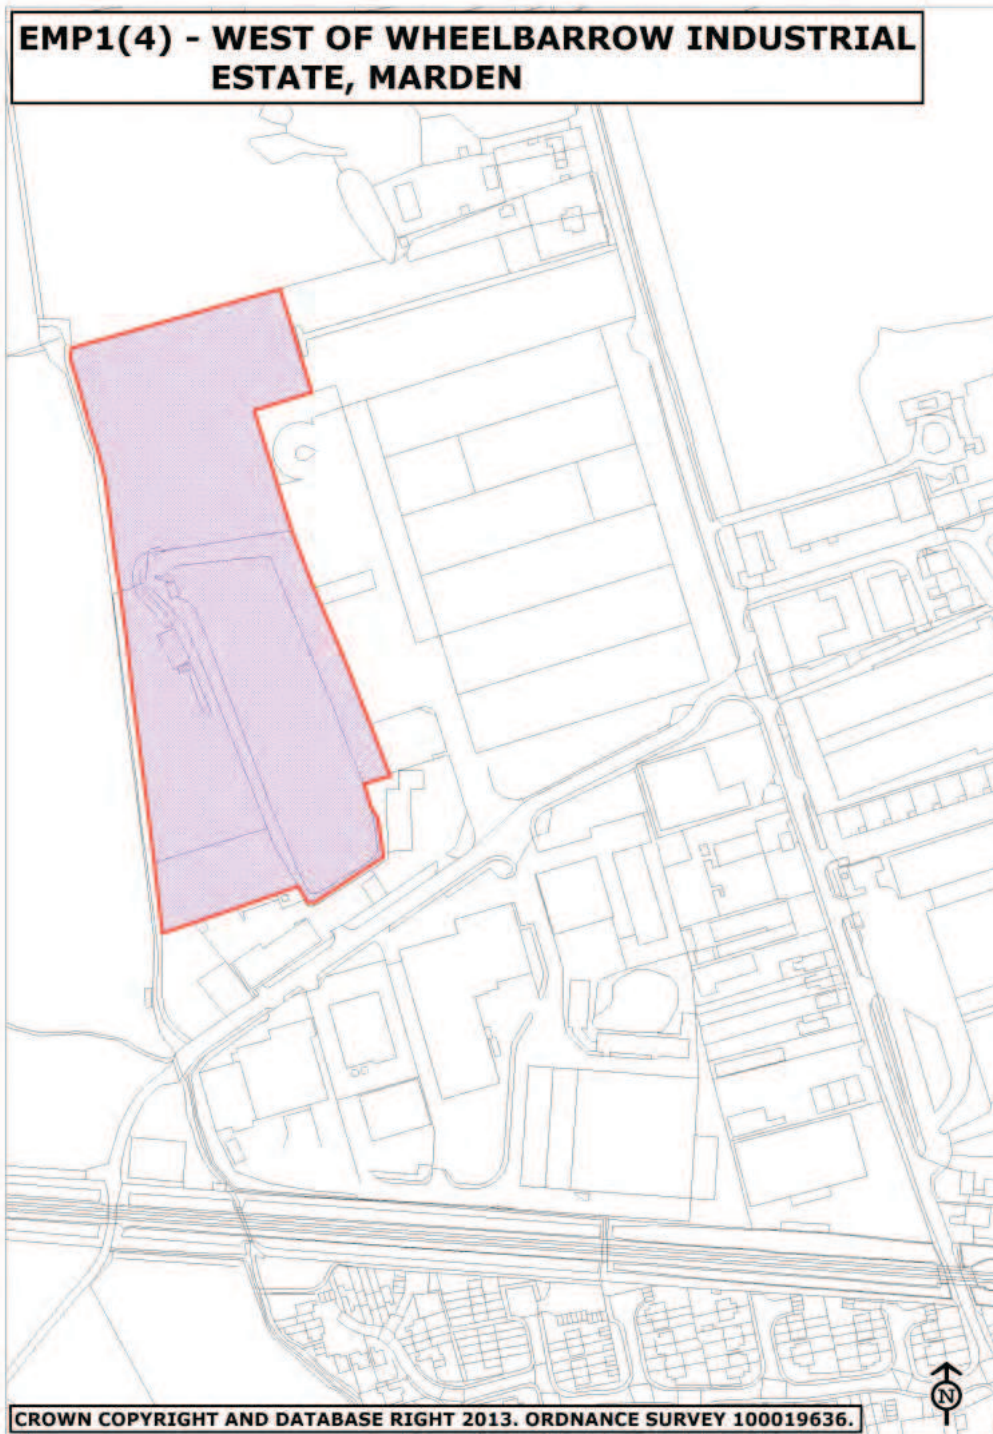 EMP1(4) - WEST OF WHEELBARROW INDUSTRIAL
ESTATE, MARDEN
N
CROWN COPYRIGHT AND DATABASE RIGHT 2013. ORDNANCE SURVEY 100019636.